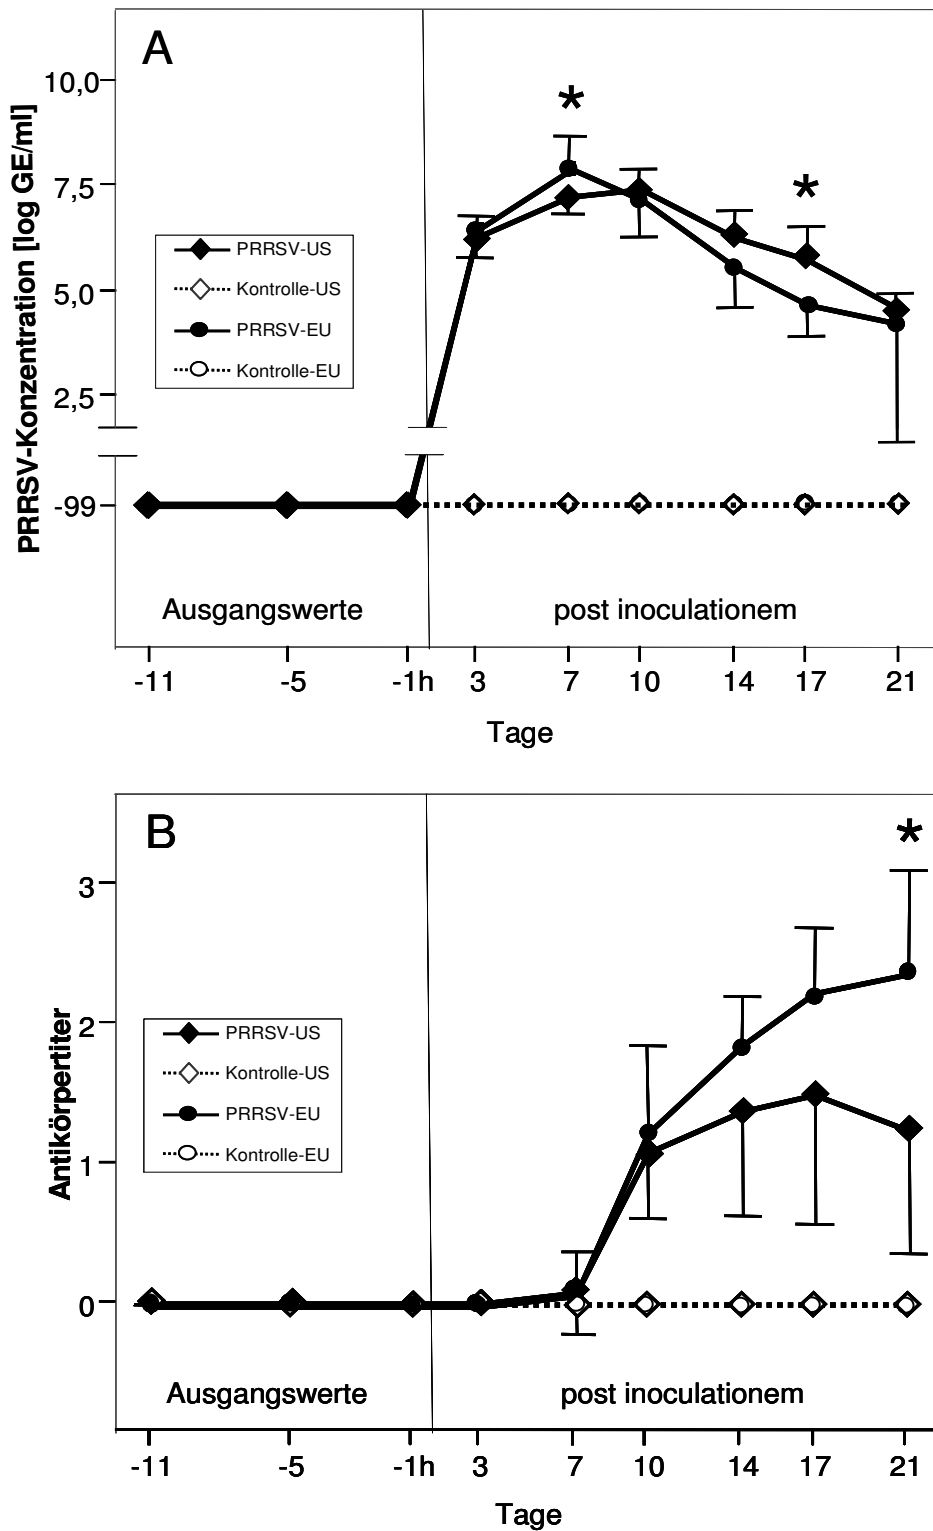 A
*
*
10,0
7,5
5,0
2,5
-99
PRRSV-Konzentration [log GE/ml]
PRRSV-US
Kontrolle-US
PRRSV-EU
Kontrolle-EU
Ausgangswerte post inoculationem
-11 -5 -1h 3 7 10 14 17 21
Tage
B
*
3
2
1
0
Antikörpertiter
PRRSV-US
Kontrolle-US
PRRSV-EU
Kontrolle-EU
Ausgangswerte post inoculationem
-11 -5 -1h 3 7 10 14 17 21
Tage